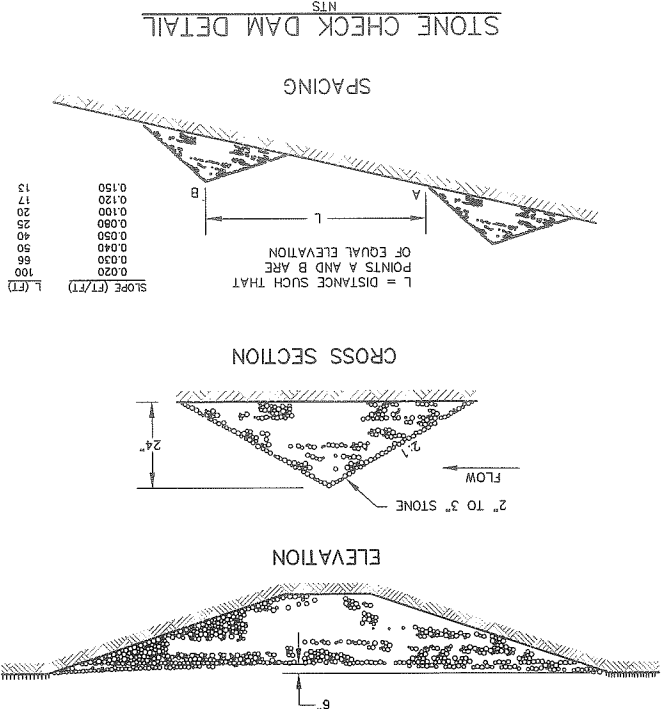 6"
ELEVATION
2" TO 3" STONE
FLOW
2:1
24"
CROSS SECTION
L = DISTANCE SUCH THAT
POINTS A AND B ARE
OF EQUAL ELEVATION
SLOPE (FT/FT) L (FT)
0.020 100
0.030 66
0.040 50
0.050 40
0.080 25
0.100 20
0.120 17
0.150 13
L
A
B
SPACING
STONE CHECK DAM DETAIL
NTS